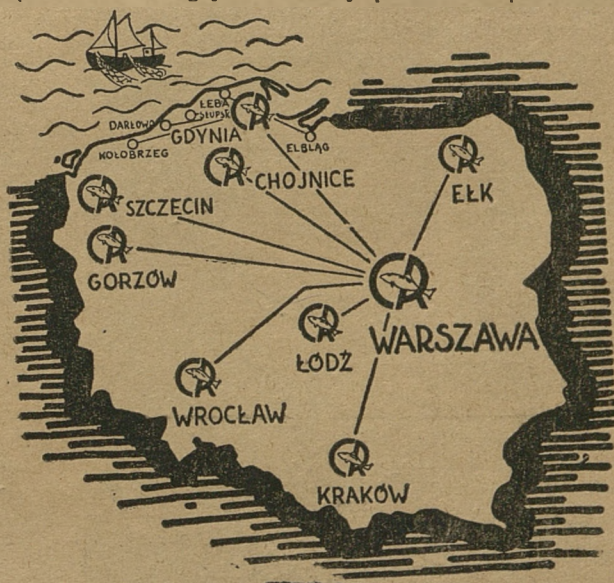 ŁEBA
SŁUPSK
DARŁOWO
GDYNIA
KOŁOBRZEG
ELBLĄG
CHOJNICE
EŁK
SZCZECIN
GORZÓW
WARSZAWA
ŁÓDŹ
WROCŁAW
KRAKÓW